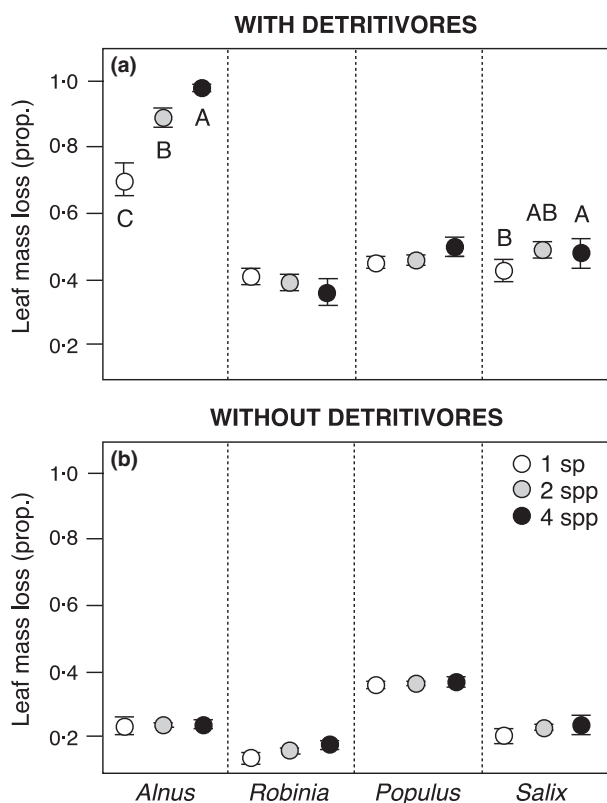 WITH DETRITIVORES
(a)
Leaf mass loss (prop.)
1·0
0·8
0·6
0·4
0·2
C
B
A
B
AB
A
WITHOUT DETRITIVORES
(b)
Leaf mass loss (prop.)
1·0
0·8
0·6
0·4
0·2
1 sp
2 spp
4 spp
Alnus Robinia Populus Salix